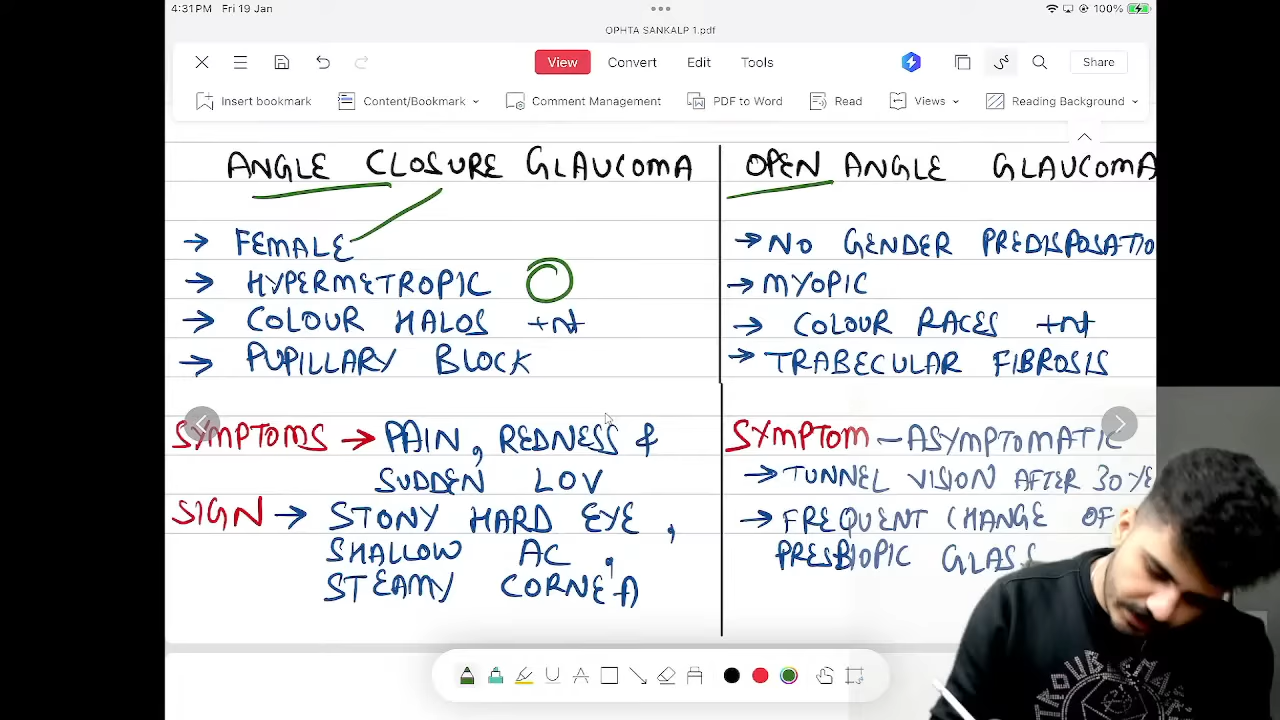 4:31PM Fri 19 Jan
100%
OPHTA SANKALP 1.pdf
View Convert Edit Tools
Share
Insert bookmark Content/Bookmark Comment Management PDF to Word Read Views Reading Background
ANGLE CLOSURE GLAUCOMA
→ FEMALE
→ HYPERMETROPIC
→ COLOUR HALOS +nt
→ PUPILLARY BLOCK
SYMPTOMS → PAIN, REDNESS &
SUDDEN LOV
SIGN → STONY HARD EYE,
SHALLOW AC,
STEAMY CORNEA
OPEN ANGLE GLAUCOMA
→ NO GENDER PREDISPOSATIO
→ MYOPIC
→ COLOUR RACES +nt
→ TRABECULAR FIBROSIS
SYMPTOM - ASYMPTOMATIC
→ TUNNEL VISION AFTER 30 YE
→ FREQUENT CHANGE OF
PRESBIOPIC GLASS